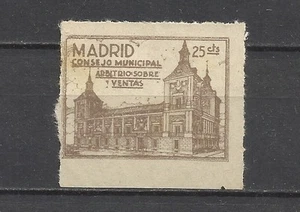 MADRID 25 cts
CONSEJO MUNICIPAL
ARBITRIO SOBRE
VENTAS